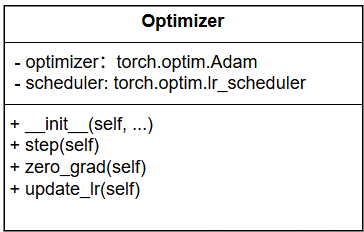 Optimizer
- optimizer：torch.optim.Adam
- scheduler: torch.optim.lr_scheduler
+ __init__(self, ...)
+ step(self)
+ zero_grad(self)
+ update_lr(self)